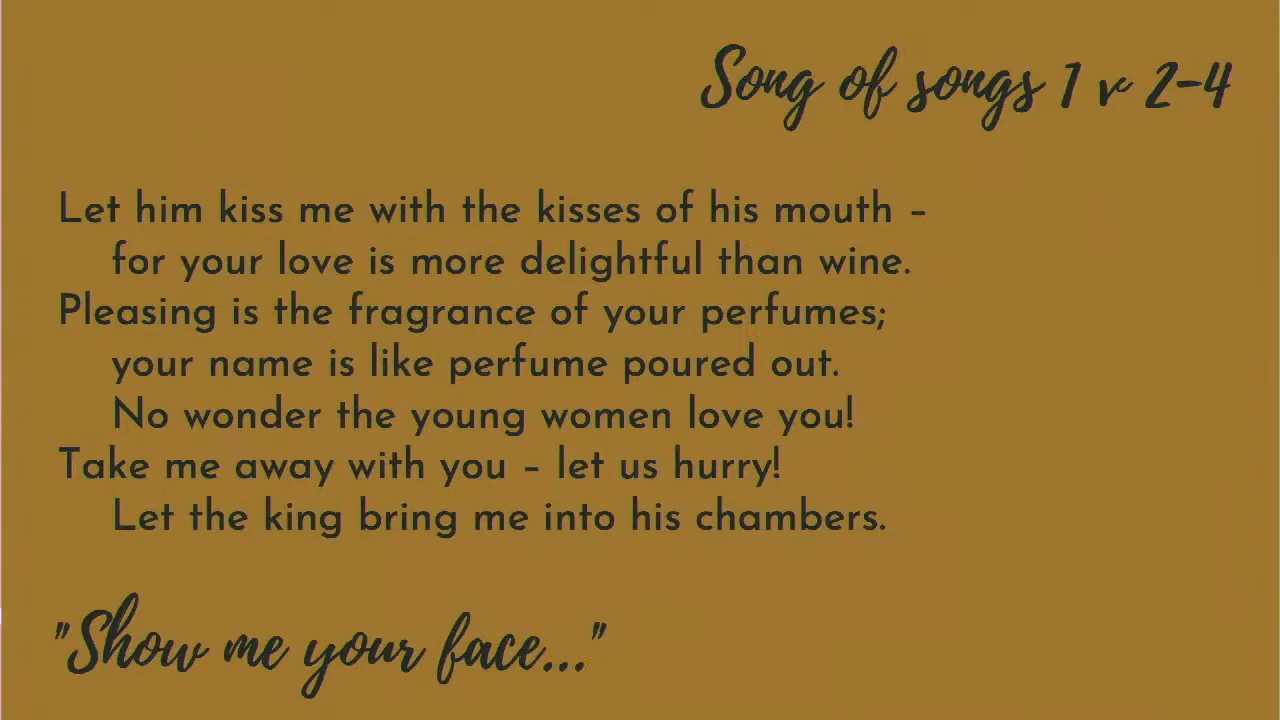 Song of songs 1 v 2-4
Let him kiss me with the kisses of his mouth –
for your love is more delightful than wine.
Pleasing is the fragrance of your perfumes;
your name is like perfume poured out.
No wonder the young women love you!
Take me away with you – let us hurry!
Let the king bring me into his chambers.
"Show me your face..."